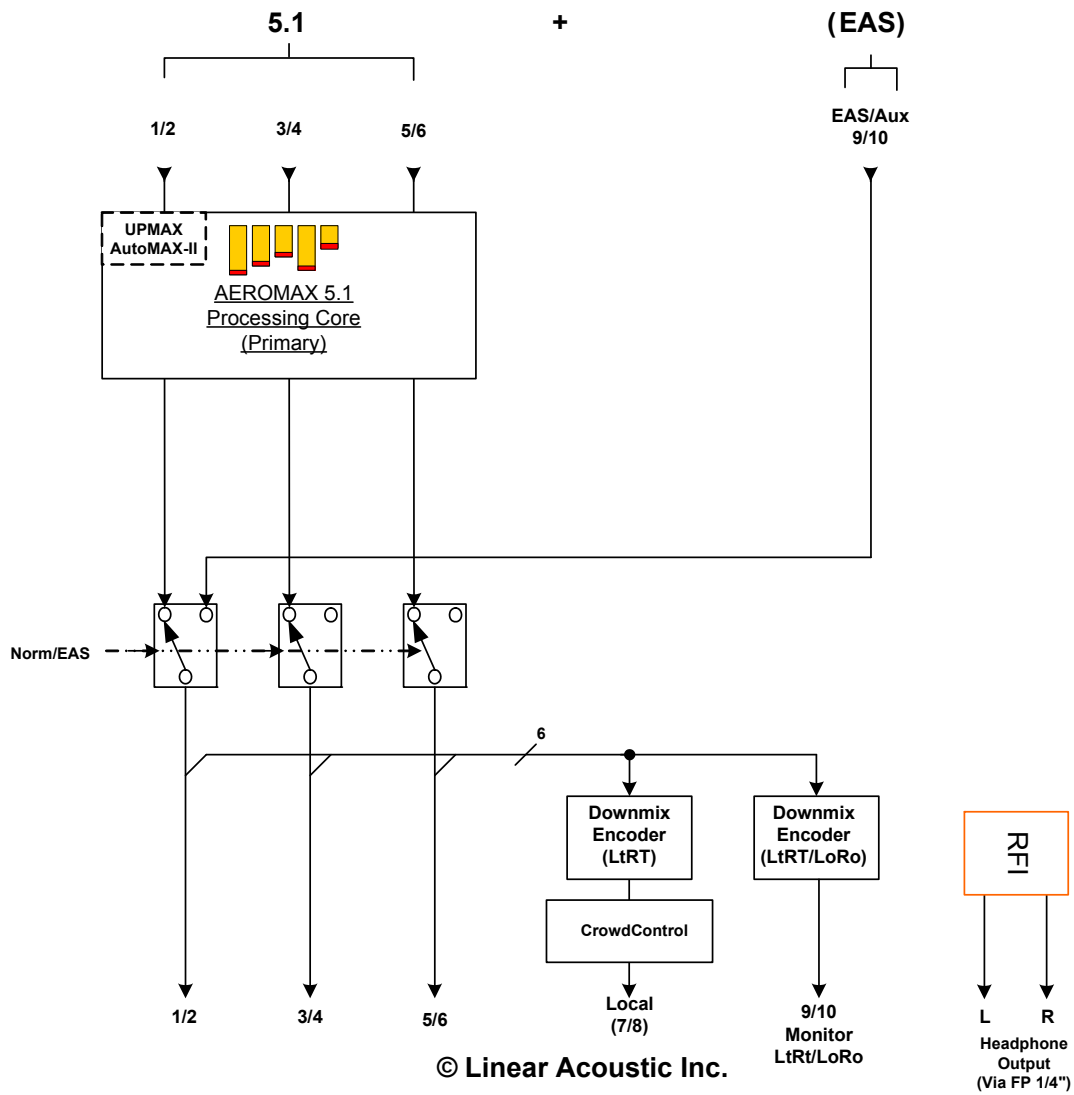 5.1
+
(EAS)
1/2
3/4
5/6
EAS/Aux
9/10
UPMAX
AutoMAX-II
AEROMAX 5.1
Processing Core
(Primary)
Norm/EAS
6
Downmix
Encoder
(LtRT)
Downmix
Encoder
(LtRT/LoRo)
RFI
CrowdControl
1/2
3/4
5/6
Local
(7/8)
9/10
Monitor
LtRt/LoRo
L
R
Headphone
Output
(Via FP 1/4")
© Linear Acoustic Inc.